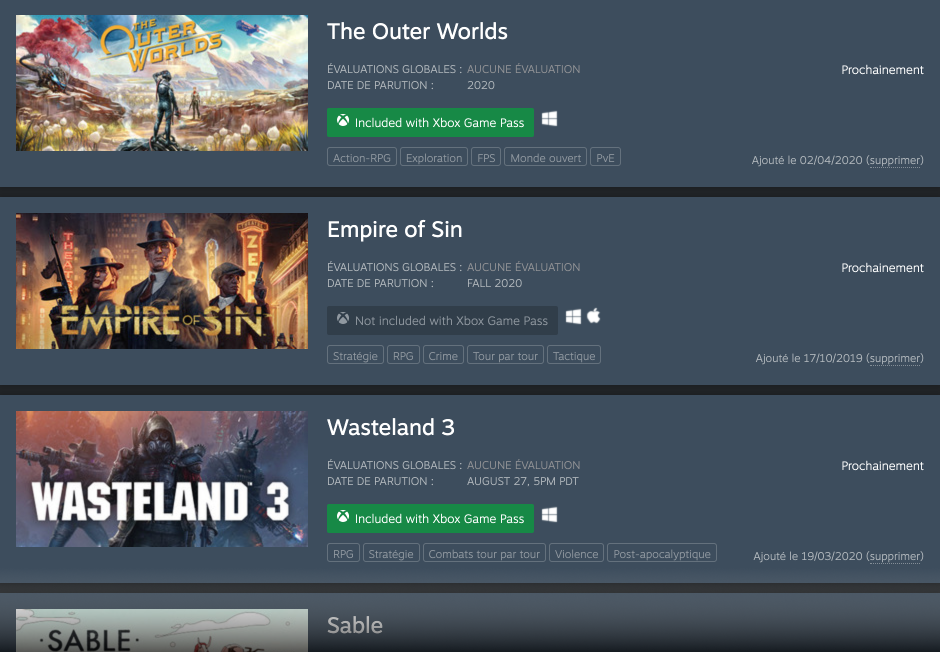 THE
OUTER
WORLDS
The Outer Worlds
ÉVALUATIONS GLOBALES : AUCUNE ÉVALUATION
Prochainement
DATE DE PARUTION : 2020
Included with Xbox Game Pass
Action-RPG Exploration FPS Monde ouvert PvE
Ajouté le 02/04/2020 (supprimer)
THEA
THEATRE
ZEP
EMPIRE OF SIN
Empire of Sin
ÉVALUATIONS GLOBALES : AUCUNE ÉVALUATION
Prochainement
DATE DE PARUTION : FALL 2020
Not included with Xbox Game Pass
Stratégie RPG Crime Tour par tour Tactique
Ajouté le 17/10/2019 (supprimer)
WASTELAND 3
Wasteland 3
ÉVALUATIONS GLOBALES : AUCUNE ÉVALUATION
Prochainement
DATE DE PARUTION : AUGUST 27, 5PM PDT
Included with Xbox Game Pass
RPG Stratégie Combats tour par tour Violence Post-apocalyptique
Ajouté le 19/03/2020 (supprimer)
·SABLE·
Sable